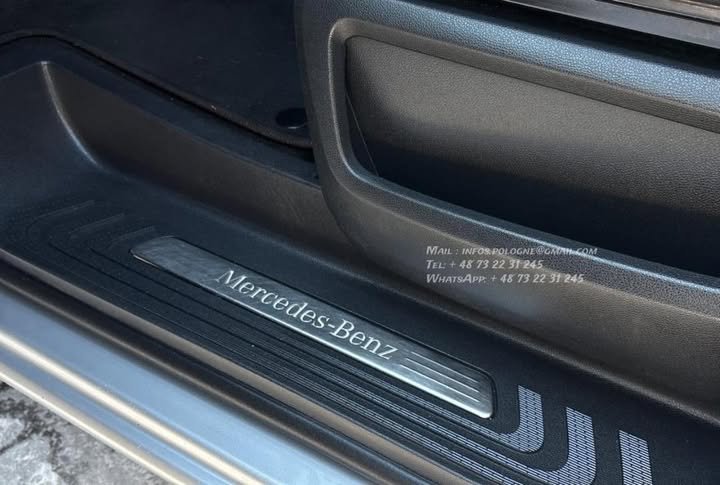 Mail : infos.pologne@gmail.com
Tel: + 48 73 22 31 245
WhatsApp: + 48 73 22 31 245
Mercedes-Benz